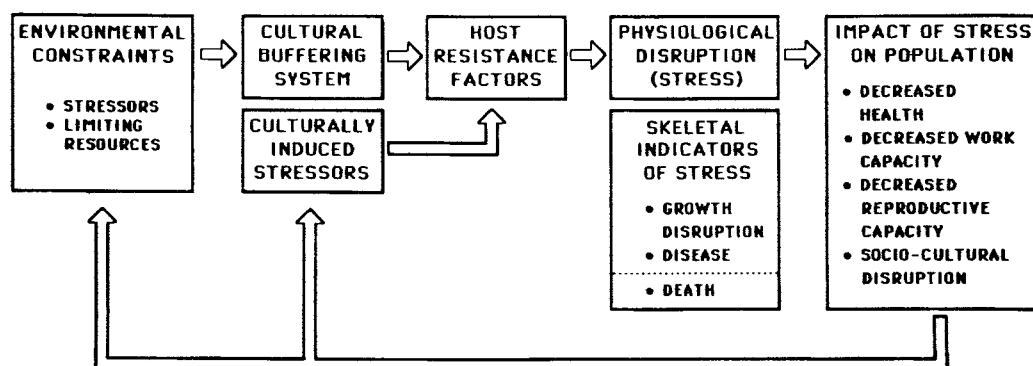 ENVIRONMENTAL
CONSTRAINTS
• STRESSORS
• LIMITING
RESOURCES
CULTURAL
BUFFERING
SYSTEM
CULTURALLY
INDUCED
STRESSORS
HOST
RESISTANCE
FACTORS
PHYSIOLOGICAL
DISRUPTION
(STRESS)
SKELETAL
INDICATORS
OF STRESS
• GROWTH
DISRUPTION
• DISEASE
• DEATH
IMPACT OF STRESS
ON POPULATION
• DECREASED
HEALTH
• DECREASED WORK
CAPACITY
• DECREASED
REPRODUCTIVE
CAPACITY
• SOCIO-CULTURAL
DISRUPTION